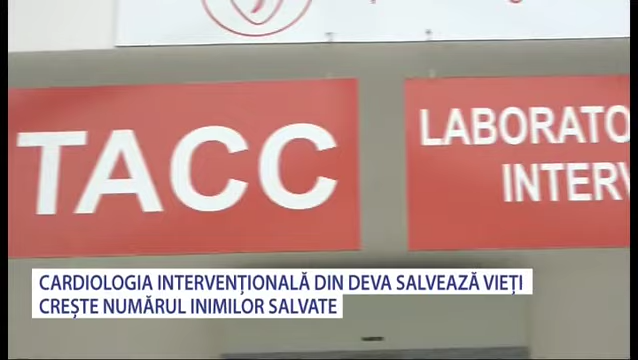 TACC
LABORATO
INTERV
CARDIOLOGIA INTERVENȚIONALĂ DIN DEVA SALVEAZĂ VIEȚI
CREȘTE NUMĂRUL INIMILOR SALVATE